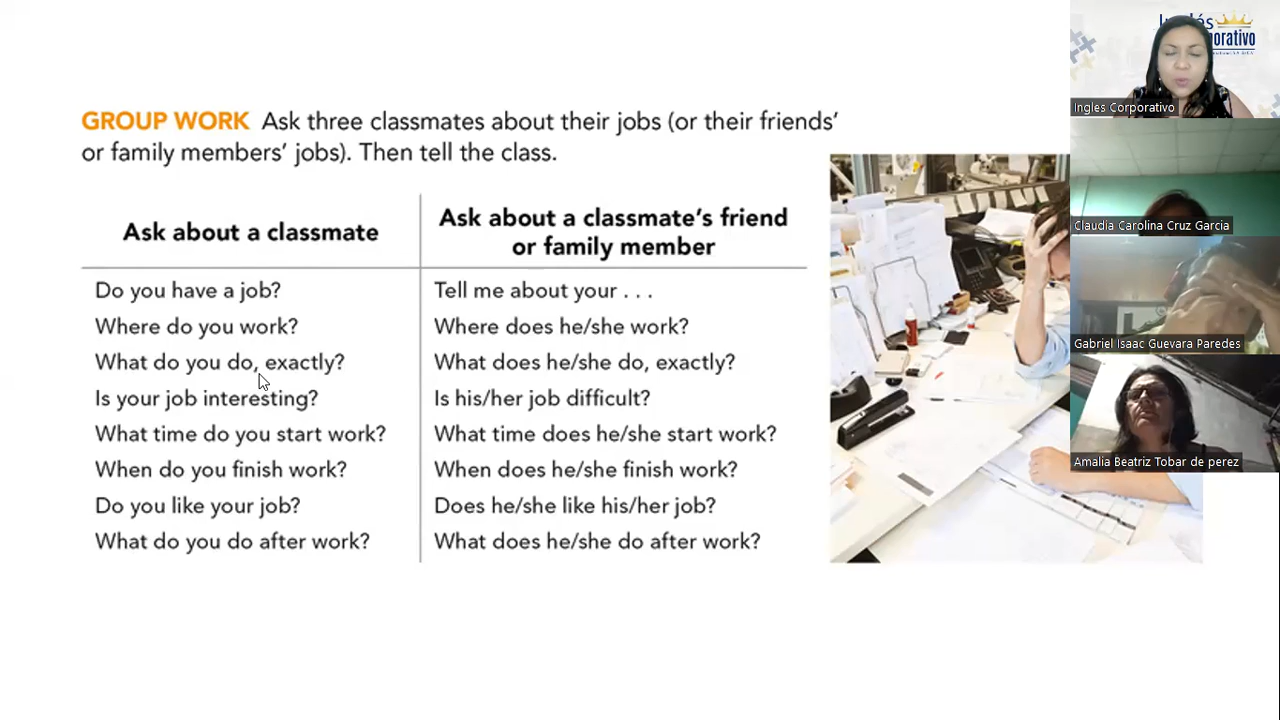 GROUP WORK Ask three classmates about their jobs (or their friends'
or family members' jobs). Then tell the class.
Ask about a classmate
Do you have a job?
Where do you work?
What do you do, exactly?
Is your job interesting?
What time do you start work?
When do you finish work?
Do you like your job?
What do you do after work?
Ask about a classmate's friend
or family member
Tell me about your . . .
Where does he/she work?
What does he/she do, exactly?
Is his/her job difficult?
What time does he/she start work?
When does he/she finish work?
Does he/she like his/her job?
What does he/she do after work?
Ingles Corporativo
Claudia Carolina Cruz Garcia
Gabriel Isaac Guevara Paredes
Amalia Beatriz Tobar de perez